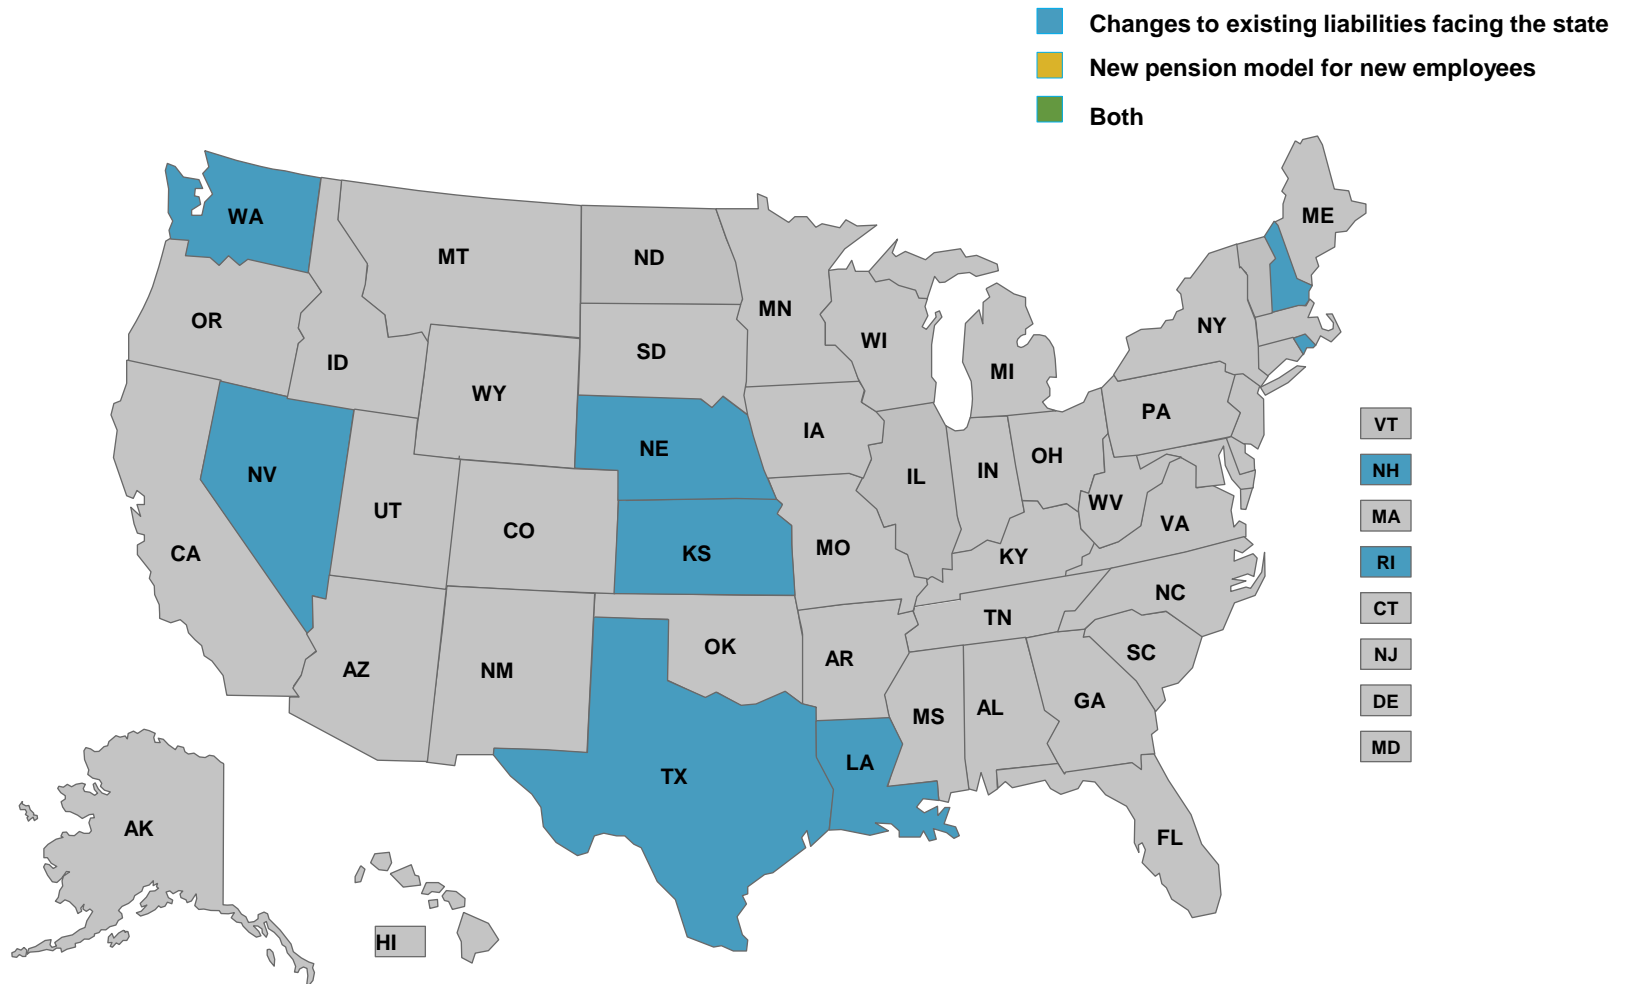 Changes to existing liabilities facing the state
New pension model for new employees
Both
WA
MT
ND
MN
ME
OR
ID
SD
WI
MI
NY
WY
IA
PA
NV
NE
IL
IN
OH
WV
UT
CO
KS
MO
KY
VA
CA
NC
TN
AZ
NM
OK
AR
SC
MS
AL
GA
TX
LA
FL
AK
HI
VT
NH
MA
RI
CT
NJ
DE
MD